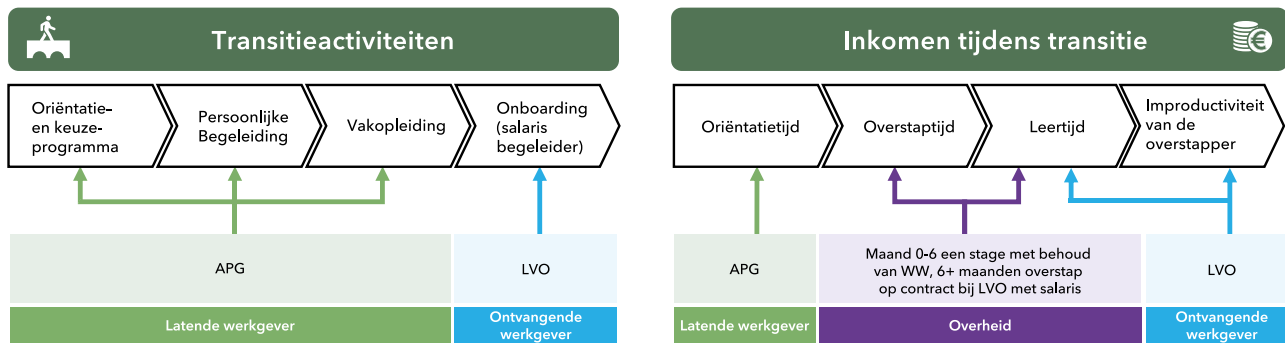 Transitieactiviteiten
Oriëntatie-
en keuze-
programma
Persoonlijke
Begeleiding
Vakopleiding
Onboarding
(salaris
begeleider)
APG
LVO
Latende werkgever
Ontvangende
werkgever
Inkomen tijdens transitie
Oriëntatietijd
Overstaptijd
Leertijd
Improductiviteit
van de
overstapper
APG
Maand 0-6 een stage met behoud
van WW, 6+ maanden overstap
op contract bij LVO met salaris
LVO
Latende werkgever
Overheid
Ontvangende
werkgever